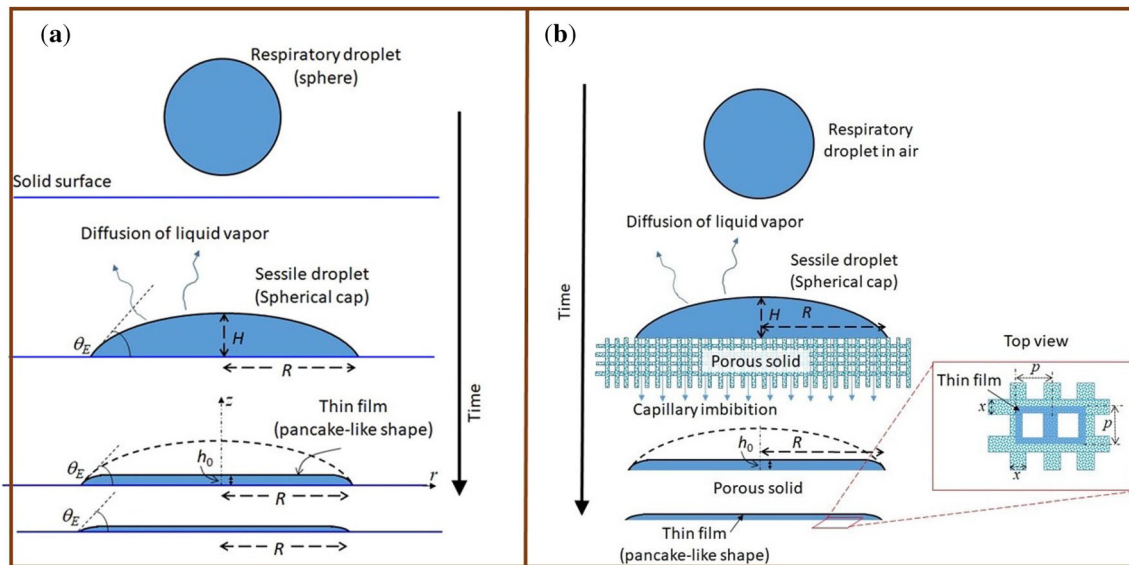 (a)
Respiratory droplet
(sphere)
Solid surface
Diffusion of liquid vapor
Sessile droplet
(Spherical cap)
H
θE
R
Time
z
Thin film
(pancake-like shape)
h0
θE
R
r
θE
R
(b)
Respiratory
droplet in air
Diffusion of liquid vapor
Sessile droplet
(Spherical cap)
Time
H
R
Porous solid
Capillary imbibition
R
h0
Porous solid
Thin film
(pancake-like shape)
Top view
p
Thin film
x
p
x